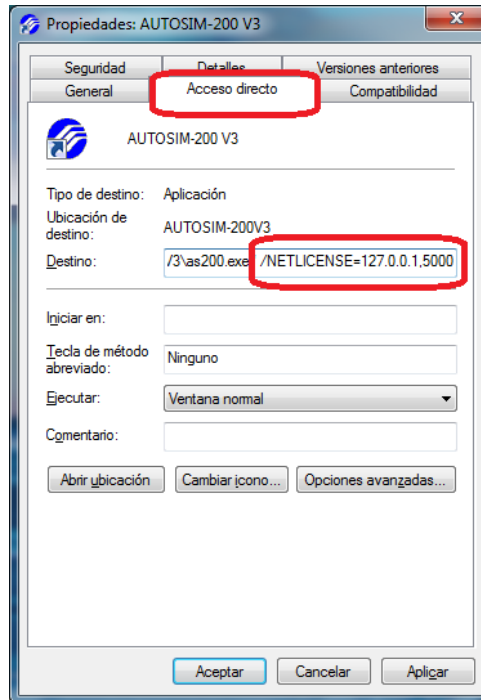 Propiedades: AUTOSIM-200 V3
Seguridad Detalles Versiones anteriores
General Acceso directo Compatibilidad
AUTOSIM-200 V3
Tipo de destino: Aplicación
Ubicación de destino: AUTOSIM-200V3
Destino: /3\as200.exe /NETLICENSE=127.0.0.1,5000
Iniciar en:
Tecla de método abreviado: Ninguno
Ejecutar: Ventana normal
Comentario:
Abrir ubicación Cambiar icono... Opciones avanzadas...
Aceptar Cancelar Aplicar